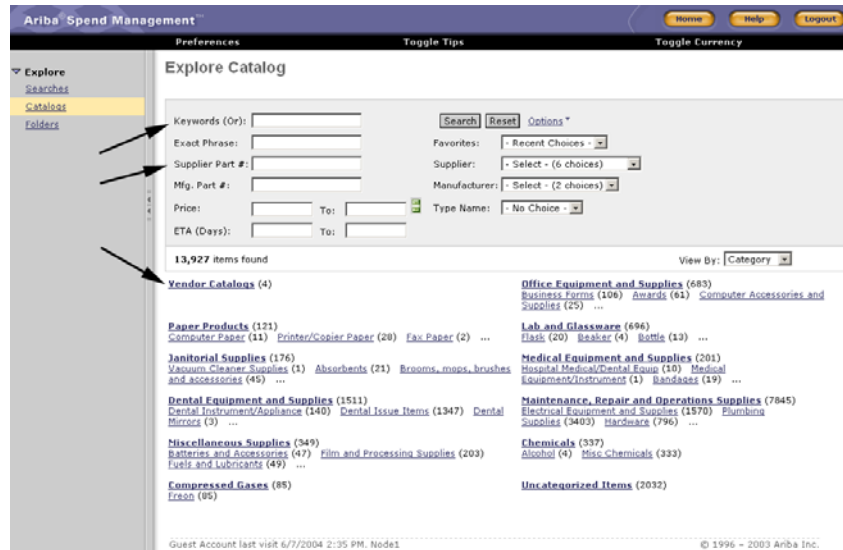 Ariba Spend Management™
Home Help Logout
Preferences Toggle Tips Toggle Currency
Explore
Searches
Catalogs
Folders
Explore Catalog
Keywords (Or): Search Reset Options
Exact Phrase: Favorites: - Recent Choices -
Supplier Part #: Supplier: - Select - (6 choices)
Mfg. Part #: Manufacturer: - Select - (2 choices)
Price: To: Type Name: - No Choice -
ETA (Days): To:
13,927 items found View By: Category
Vendor Catalogs (4)
Office Equipment and Supplies (683)
Business Forms (106) Awards (61) Computer Accessories and
Supplies (25) ...
Paper Products (121)
Computer Paper (11) Printer/Copier Paper (28) Fax Paper (2) ...
Lab and Glassware (696)
Flask (20) Beaker (4) Bottle (13) ...
Janitorial Supplies (176)
Vacuum Cleaner Supplies (1) Absorbents (21) Brooms, mops, brushes
and accessories (45) ...
Medical Equipment and Supplies (201)
Hospital Medical/Dental Equip (10) Medical
Equipment/Instrument (1) Bandages (19) ...
Dental Equipment and Supplies (1511)
Dental Instrument/Appliance (140) Dental Issue Items (1347) Dental
Mirrors (3) ...
Maintenance, Repair and Operations Supplies (7845)
Electrical Equipment and Supplies (1570) Plumbing
Supplies (3403) Hardware (796) ...
Miscellaneous Supplies (349)
Batteries and Accessories (47) Film and Processing Supplies (203)
Fuels and Lubricants (49) ...
Chemicals (337)
Alcohol (4) Misc Chemicals (333)
Compressed Gases (85)
Freon (85)
Uncategorized Items (2032)
Guest Account last visit 6/7/2004 2:35 PM. Node1 © 1996 - 2003 Ariba Inc.